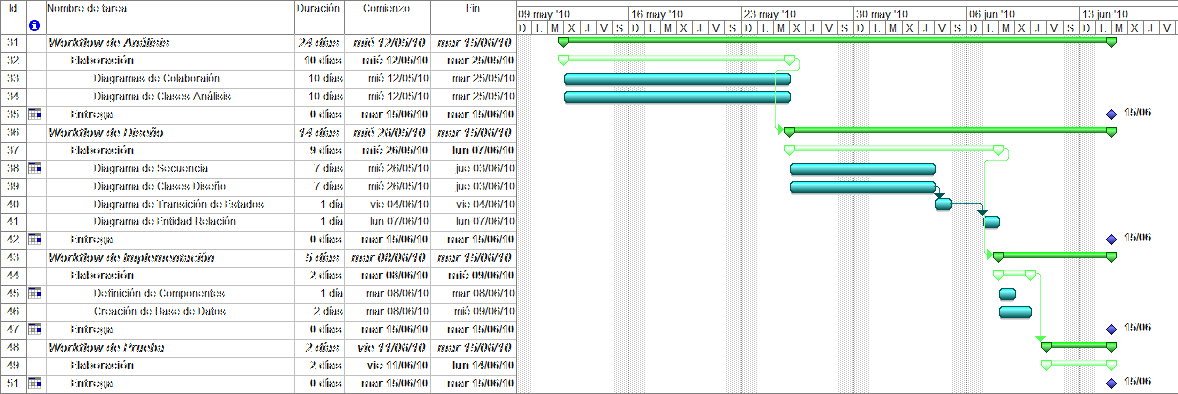 Id Nombre de tarea Duración Comienzo Fin 09 may '10 16 may '10 23 may '10 30 may '10 06 jun '10 13 jun '10
D L M X J V S D L M X J V S D L M X J V S D L M X J V S D L M X J V S D L M X J V
31 Workflow de Análisis 24 días mié 12/05/10 mar 15/06/10
32 Elaboración 10 días mié 12/05/10 mar 25/05/10
33 Diagramas de Colaboraión 10 días mié 12/05/10 mar 25/05/10
34 Diagrama de Clases Análisis 10 días mié 12/05/10 mar 25/05/10
35 Entrega 0 días mar 15/06/10 mar 15/06/10 15/06
36 Workflow de Diseño 14 días mié 26/05/10 mar 15/06/10
37 Elaboración 9 días mié 26/05/10 lun 07/06/10
38 Diagrama de Secuencia 7 días mié 26/05/10 jue 03/06/10
39 Diagrama de Clases Diseño 7 días mié 26/05/10 jue 03/06/10
40 Diagrama de Transición de Estados 1 día vie 04/06/10 vie 04/06/10
41 Diagrama de Entidad Relación 1 día lun 07/06/10 lun 07/06/10
42 Entrega 0 días mar 15/06/10 mar 15/06/10 15/06
43 Workflow de Implementación 5 días mar 08/06/10 mar 15/06/10
44 Elaboración 2 días mar 08/06/10 mié 09/06/10
45 Definición de Componentes 1 día mar 08/06/10 mar 08/06/10
46 Creación de Base de Datos 2 días mar 08/06/10 mié 09/06/10
47 Entrega 0 días mar 15/06/10 mar 15/06/10 15/06
48 Workflow de Prueba 2 días vie 11/06/10 mar 15/06/10
49 Elaboración 2 días vie 11/06/10 lun 14/06/10
51 Entrega 0 días mar 15/06/10 mar 15/06/10 15/06